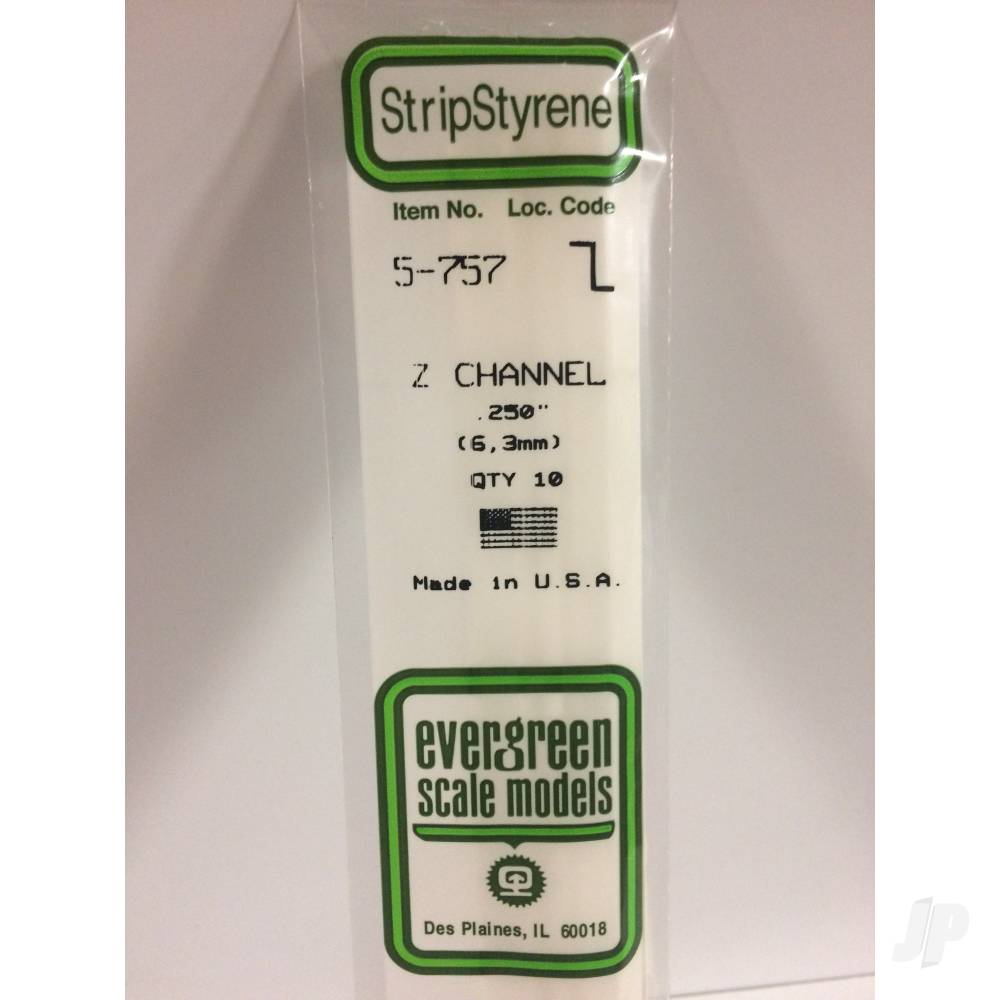 StripStyrene
Item No. Loc. Code
5-757
Z CHANNEL
.250"
(6,3mm)
QTY 10
Made in U.S.A.
evergreen
scale models
Des Plaines, IL 60018
JP